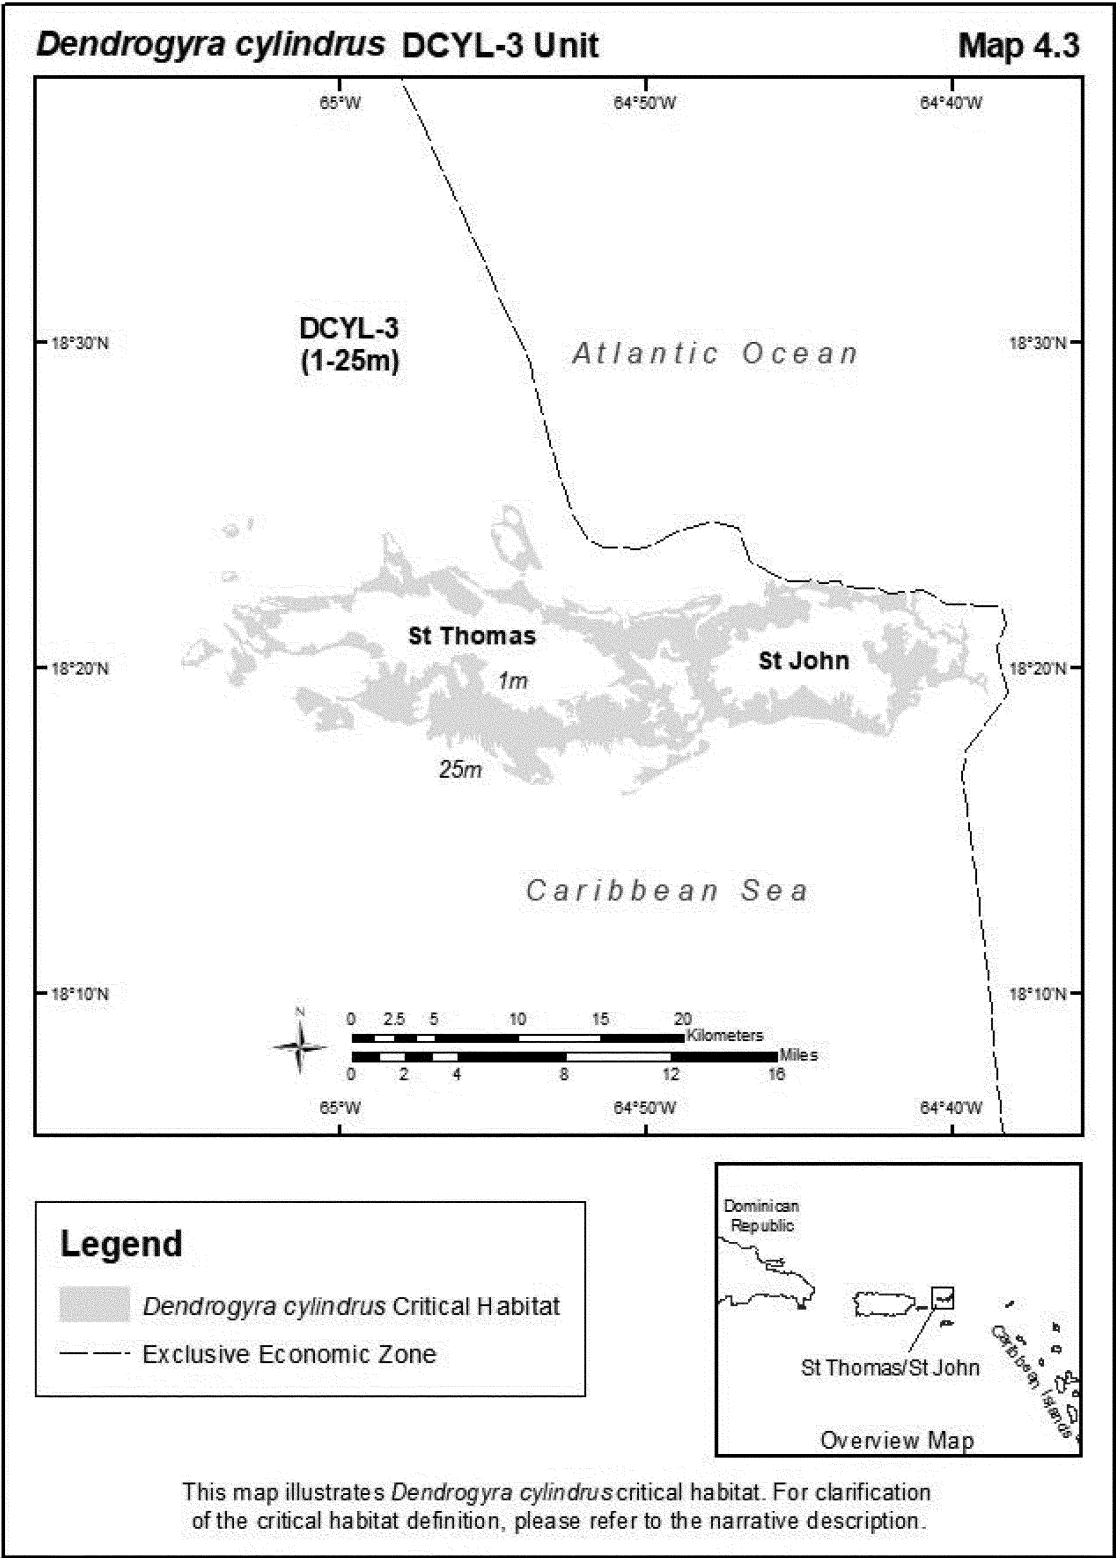 Dendrogyra cylindrus DCYL-3 Unit Map 4.3
65°W 64°50'W 64°40'W
DCYL-3
(1-25m)
18°30'N Atlantic Ocean 18°30'N
St Thomas
St John
18°20'N 18°20'N
1m
25m
Caribbean Sea
18°10'N 18°10'N
N
0 2.5 5 10 15 20
Kilometers
Miles
0 2 4 8 12 16
65°W 64°50'W 64°40'W
Legend
Dendrogyra cylindrus Critical Habitat
Exclusive Economic Zone
Dominican
Republic
Caribbean Islands
St Thomas/St John
Overview Map
This map illustrates Dendrogyra cylindrus critical habitat. For clarification
of the critical habitat definition, please refer to the narrative description.